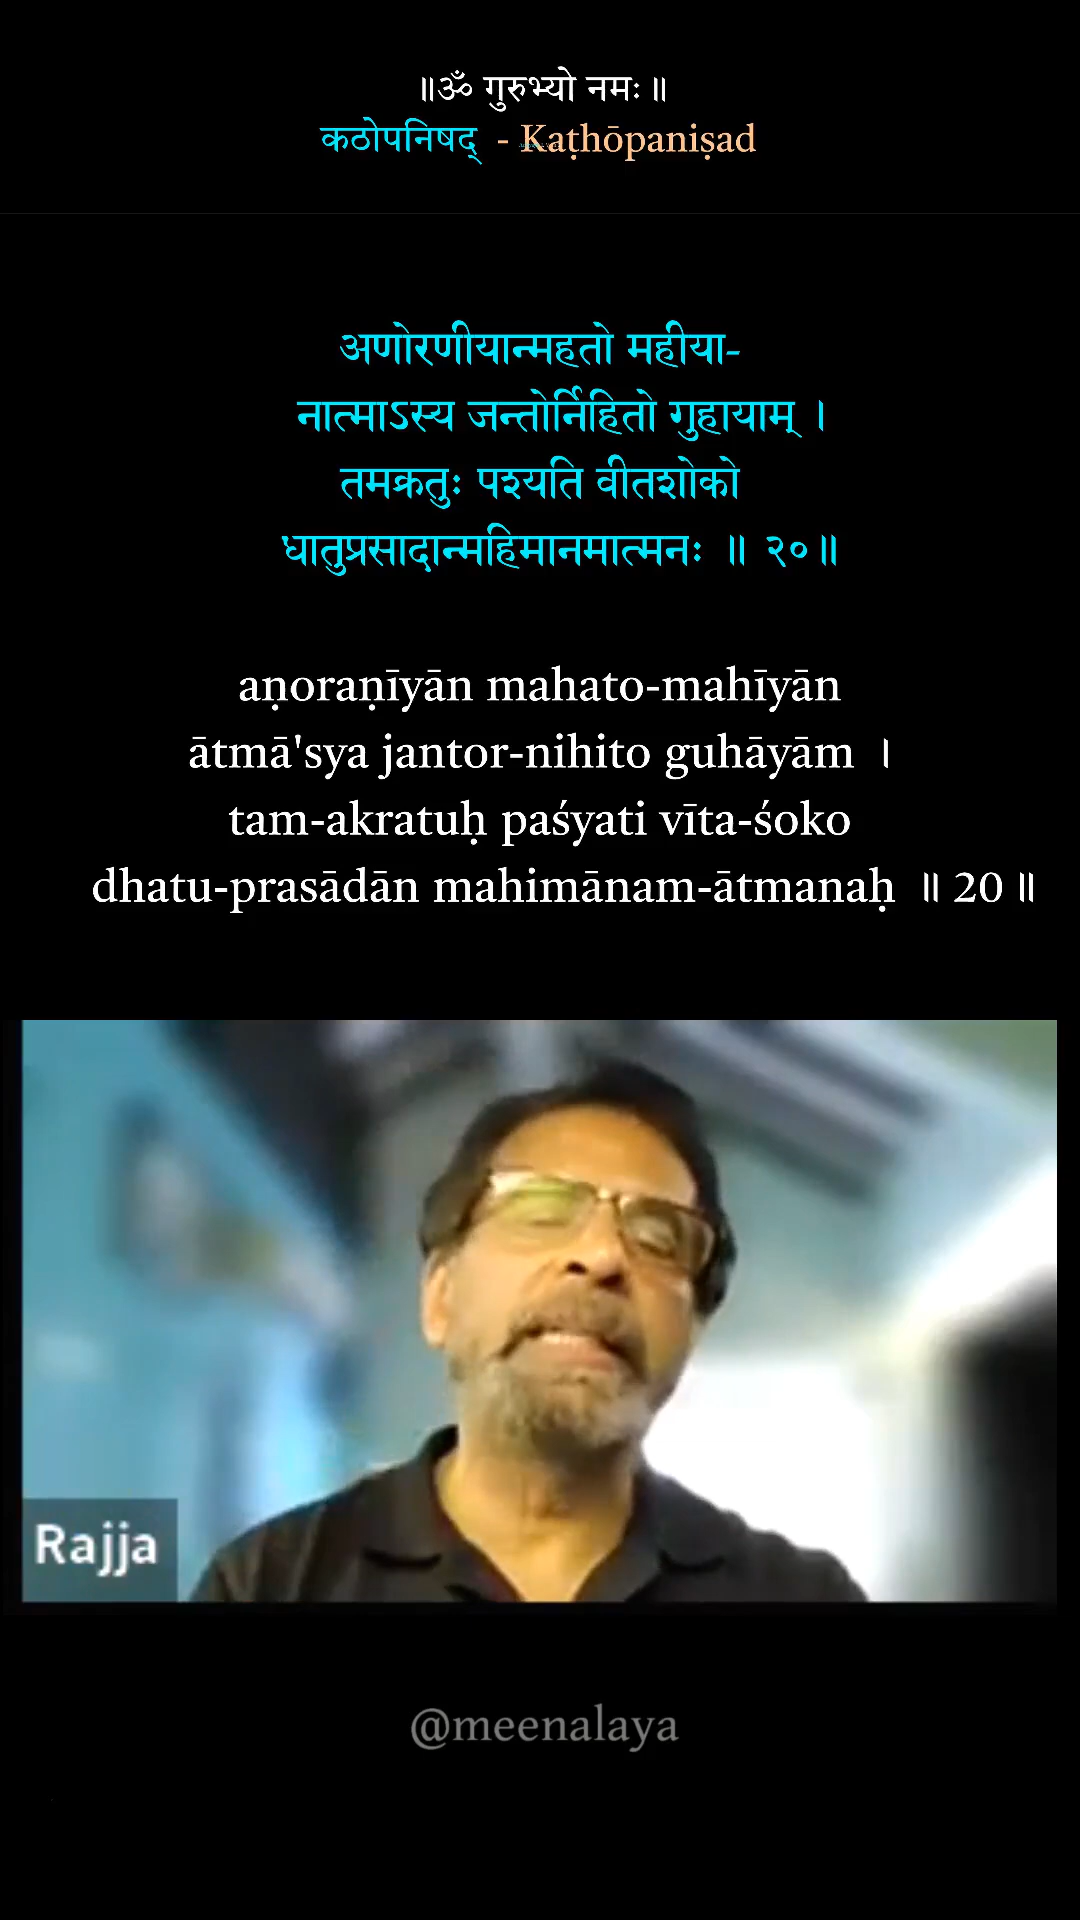 ॥ॐ गुरुभ्यो नमः॥
कठोपनिषद् - Kaṭhōpaniṣad
अणोरणीयान्महतो महीया-
नात्माऽस्य जन्तोर्निहितो गुहायाम् ।
तमक्रतुः पश्यति वीतशोको
धातुप्रसादान्महिमानमात्मनः ॥ २०॥
aṇoraṇīyān mahato-mahīyān
ātmā'sya jantor-nihito guhāyām ।
tam-akratuḥ paśyati vīta-śoko
dhatu-prasādān mahimānam-ātmanaḥ ॥ 20॥
Rajja
@meenalaya